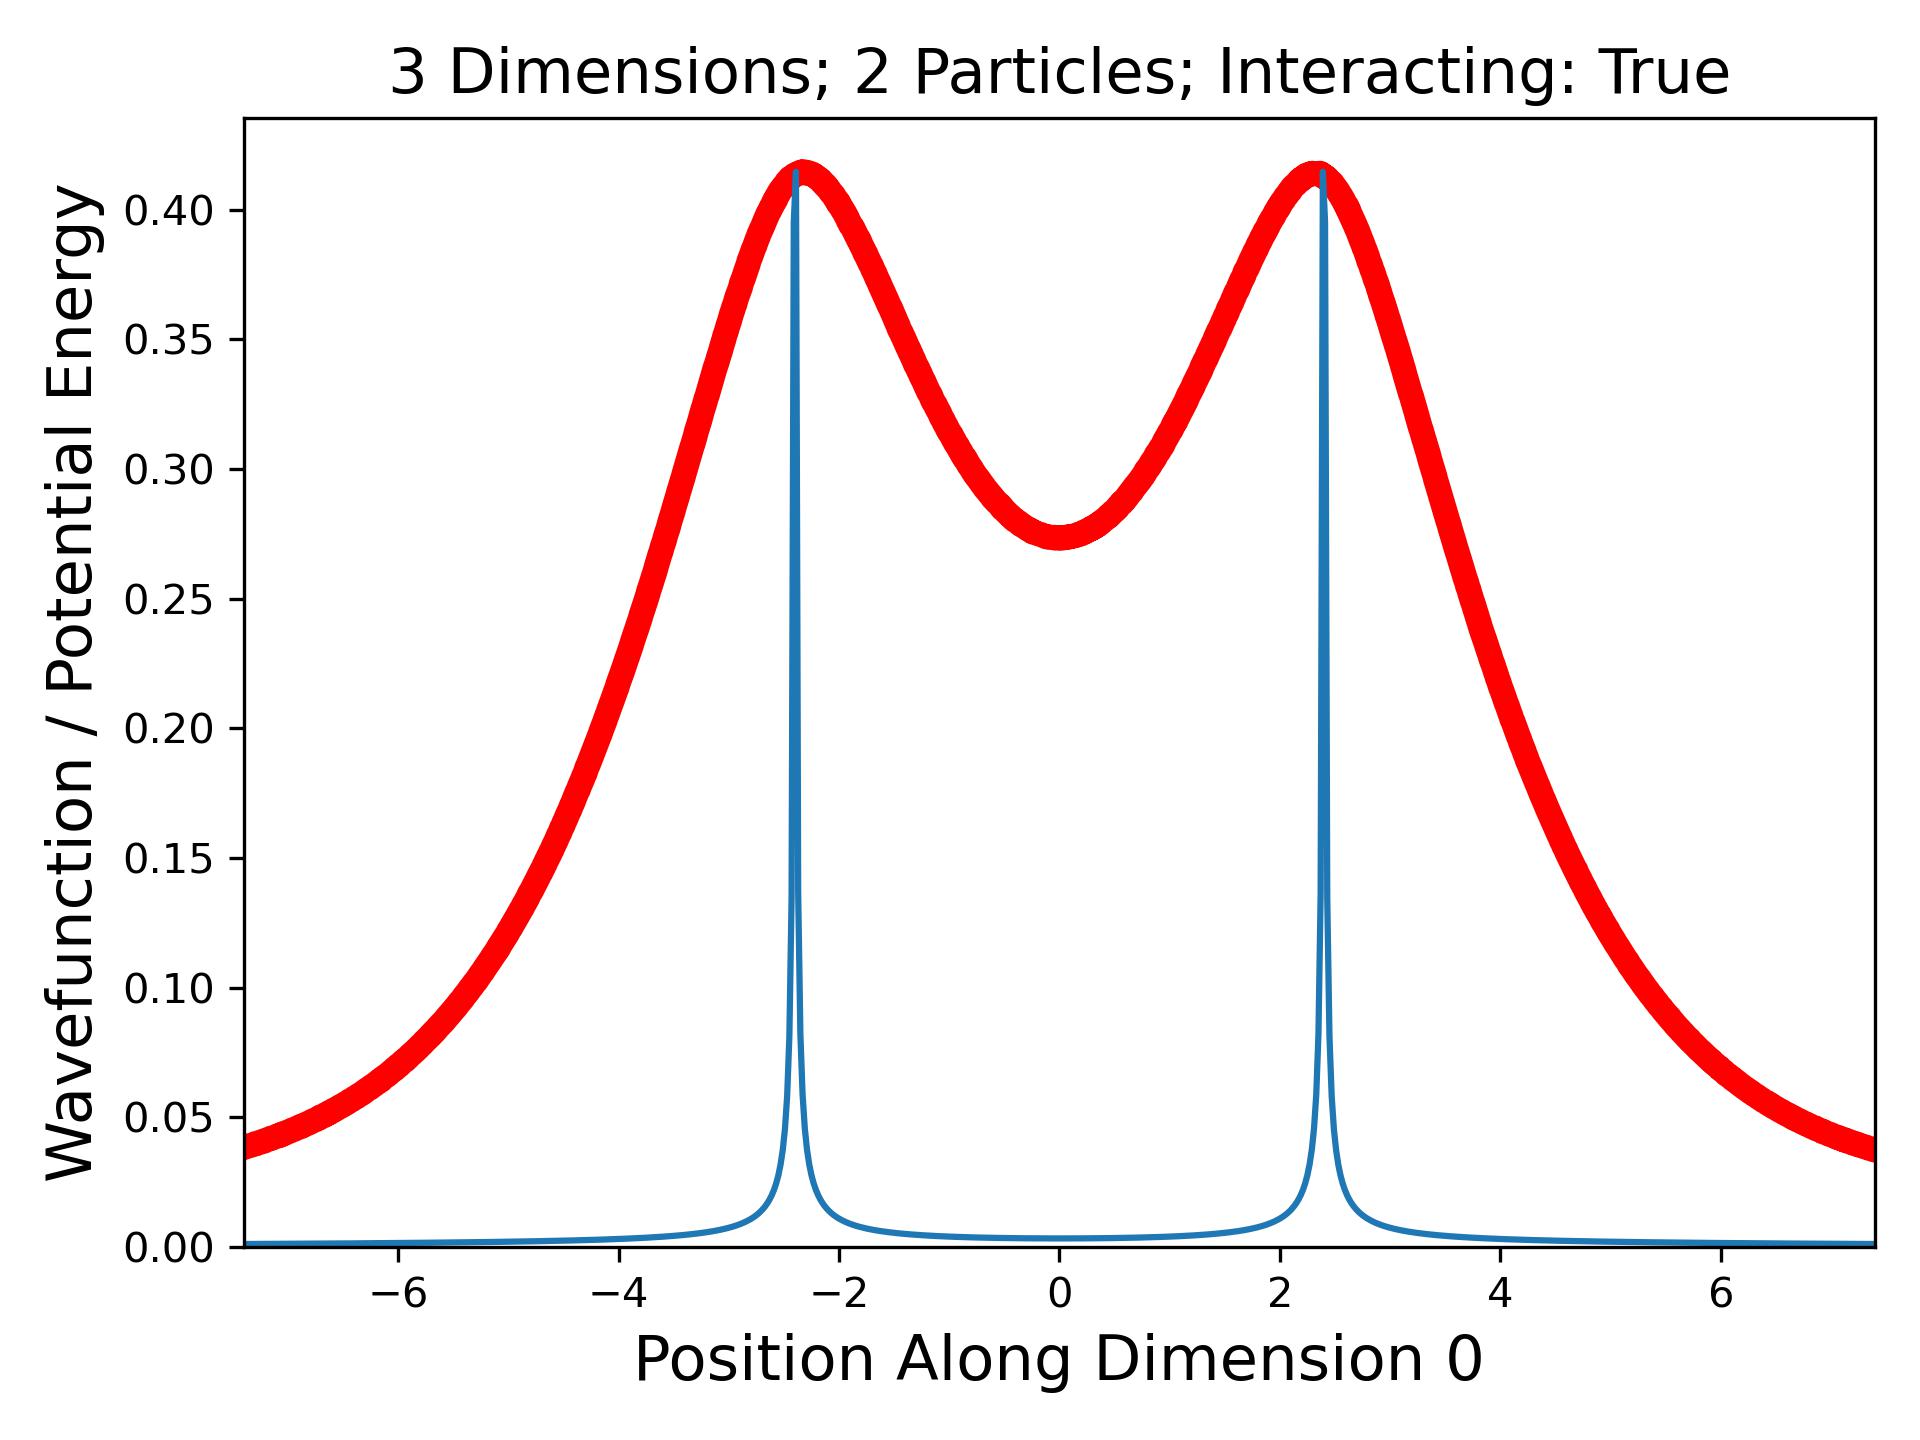 3 Dimensions; 2 Particles; Interacting: True
Wavefunction / Potential Energy
0.40
0.35
0.30
0.25
0.20
0.15
0.10
0.05
0.00
−6 −4 −2 0 2 4 6
Position Along Dimension 0